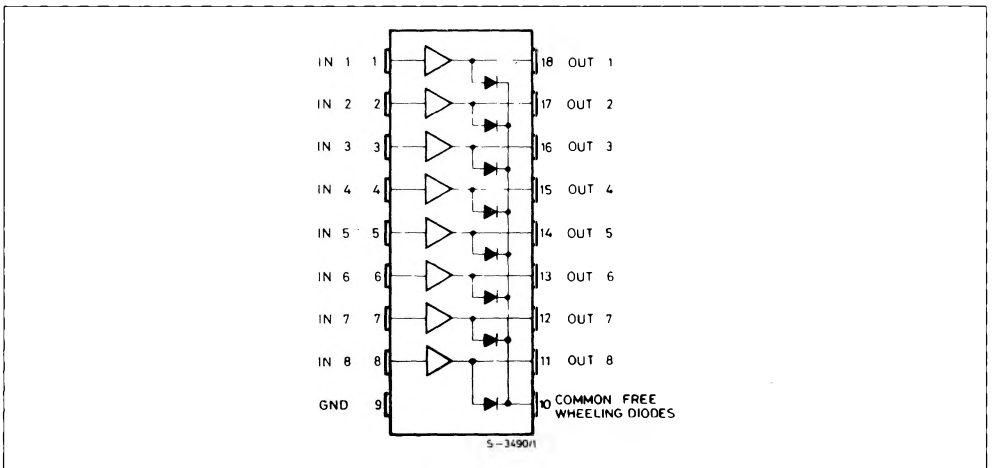 IN 1 1 18 OUT 1
IN 2 2 17 OUT 2
IN 3 3 16 OUT 3
IN 4 4 15 OUT 4
IN 5 5 14 OUT 5
IN 6 6 13 OUT 6
IN 7 7 12 OUT 7
IN 8 8 11 OUT 8
GND 9 10 COMMON FREE
WHEELING DIODES
S-3490/1